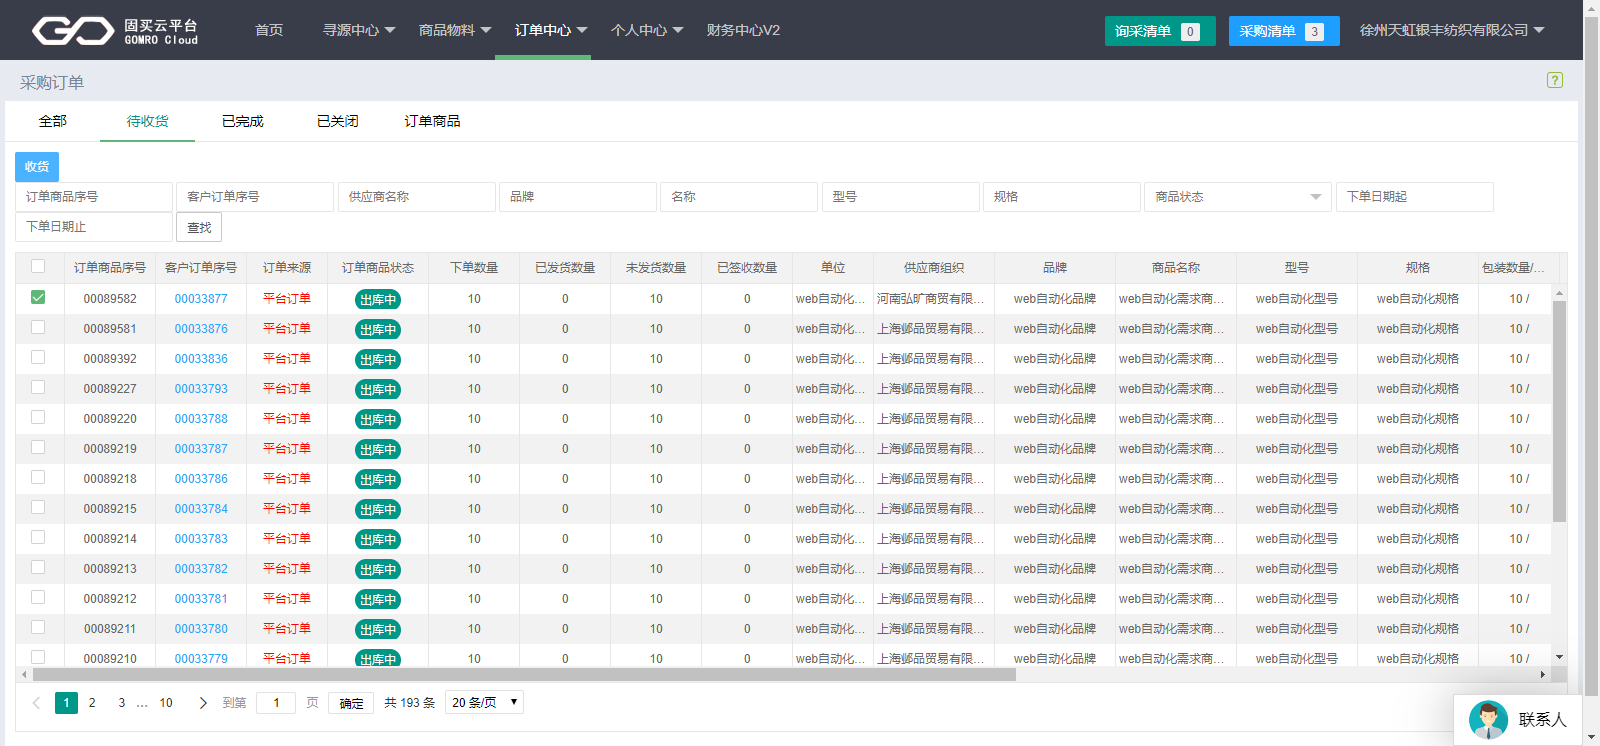 固买云平台
GOMRO Cloud
首页 寻源中心 商品物料 订单中心 个人中心 财务中心V2 询采清单 0 采购清单 3 徐州天虹银丰纺织有限公司
采购订单 ?
全部 待收货 已完成 已关闭 订单商品
收货
订单商品序号 客户订单序号 供应商名称 品牌 名称 型号 规格 商品状态 下单日期起
下单日期止 查找
订单商品序号 客户订单序号 订单来源 订单商品状态 下单数量 已发货数量 未发货数量 已签收数量 单位 供应商组织 品牌 商品名称 型号 规格 包装数量/...
00089582 00033877 平台订单 出库中 10 0 10 0 web自动化... 河南弘旷商贸有限... web自动化品牌 web自动化需求商... web自动化型号 web自动化规格 10 /
00089581 00033876 平台订单 出库中 10 0 10 0 web自动化... 上海邺品贸易有限... web自动化品牌 web自动化需求商... web自动化型号 web自动化规格 10 /
00089392 00033836 平台订单 出库中 10 0 10 0 web自动化... 上海邺品贸易有限... web自动化品牌 web自动化需求商... web自动化型号 web自动化规格 10 /
00089227 00033793 平台订单 出库中 10 0 10 0 web自动化... 上海邺品贸易有限... web自动化品牌 web自动化需求商... web自动化型号 web自动化规格 10 /
00089220 00033788 平台订单 出库中 10 0 10 0 web自动化... 上海邺品贸易有限... web自动化品牌 web自动化需求商... web自动化型号 web自动化规格 10 /
00089219 00033787 平台订单 出库中 10 0 10 0 web自动化... 上海邺品贸易有限... web自动化品牌 web自动化需求商... web自动化型号 web自动化规格 10 /
00089218 00033786 平台订单 出库中 10 0 10 0 web自动化... 上海邺品贸易有限... web自动化品牌 web自动化需求商... web自动化型号 web自动化规格 10 /
00089215 00033784 平台订单 出库中 10 0 10 0 web自动化... 上海邺品贸易有限... web自动化品牌 web自动化需求商... web自动化型号 web自动化规格 10 /
00089214 00033783 平台订单 出库中 10 0 10 0 web自动化... 上海邺品贸易有限... web自动化品牌 web自动化需求商... web自动化型号 web自动化规格 10 /
00089213 00033782 平台订单 出库中 10 0 10 0 web自动化... 上海邺品贸易有限... web自动化品牌 web自动化需求商... web自动化型号 web自动化规格 10 /
00089212 00033781 平台订单 出库中 10 0 10 0 web自动化... 上海邺品贸易有限... web自动化品牌 web自动化需求商... web自动化型号 web自动化规格 10 /
00089211 00033780 平台订单 出库中 10 0 10 0 web自动化... 上海邺品贸易有限... web自动化品牌 web自动化需求商... web自动化型号 web自动化规格 10 /
00089210 00033779 平台订单 出库中 10 0 10 0 web自动化... 上海邺品贸易有限... web自动化品牌 web自动化需求商... web自动化型号 web自动化规格 10 /
1 2 3 ... 10 到第 1 页 确定 共 193 条 20 条/页
联系人